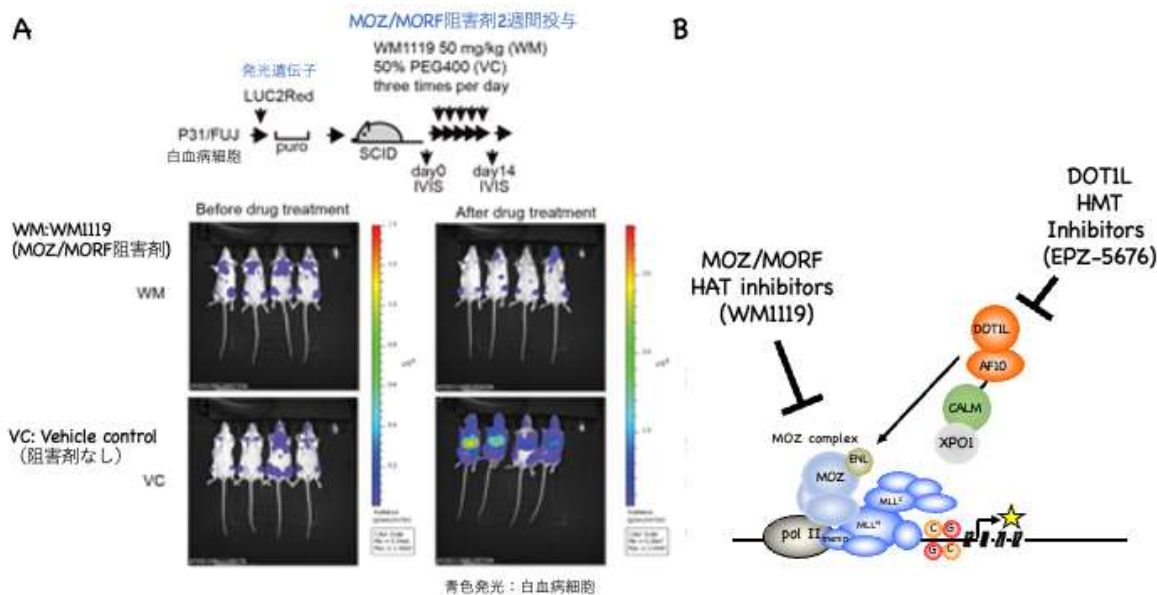 A
MOZ/MORF阻害剤2週間投与
WM1119 50 mg/kg (WM)
50% PEG400 (VC)
three times per day
発光遺伝子
LUC2Red
P31/FUJ
白血病細胞
puro
SCID
day0
IVIS
day14
IVIS
Before drug treatment
After drug treatment
WM:WM1119
(MOZ/MORF阻害剤)
WM
VC: Vehicle control
(阻害剤なし)
VC
青色発光：白血病細胞
B
DOT1L
HMT
Inhibitors
(EPZ-5676)
MOZ/MORF
HAT inhibitors
(WM1119)
DOT1L
AF10
CALM
XPO1
MOZ complex
ENL
MOZ
MLL
MLL
pol II
C G
G C